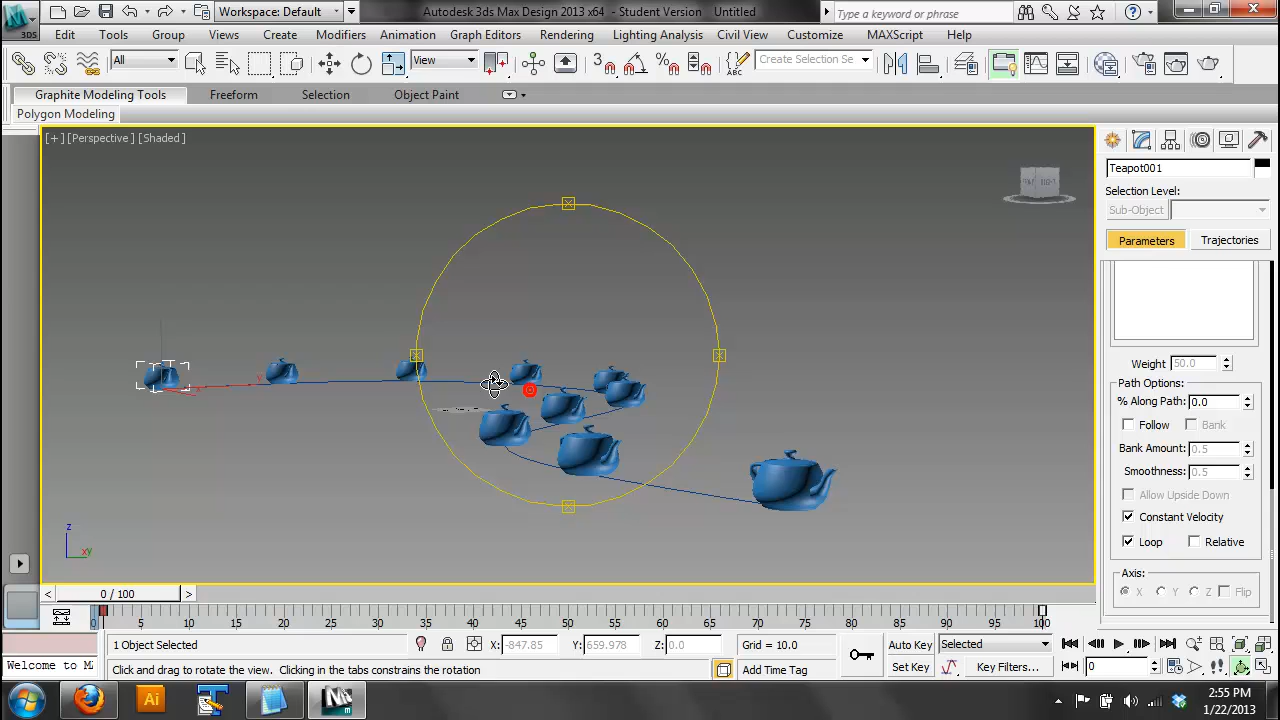 Workspace: Default
Autodesk 3ds Max Design 2013 x64 - Student Version Untitled
Type a keyword or phrase
3DS
Edit Tools Group Views Create Modifiers Animation Graph Editors Rendering Lighting Analysis Civil View Customize MAXScript Help
All View Create Selection Se
Graphite Modeling Tools Freeform Selection Object Paint
Polygon Modeling
[ + ] [Perspective ] [Shaded ]
Teapot001
Selection Level:
Sub-Object
Parameters Trajectories
Weight 50.0
Path Options:
% Along Path: 0.0
Follow Bank
Bank Amount: 0.5
Smoothness: 0.5
Allow Upside Down
Constant Velocity
Loop Relative
Axis:
X Y Z Flip
z
xy
< 0 / 100 >
5 10 15 20 25 30 35 40 45 50 55 60 65 70 75 80 85 90 95 100
1 Object Selected X: -847.85 Y: 659.978 Z: 0.0 Grid = 10.0 Auto Key Selected
Welcome to M Click and drag to rotate the view. Clicking in the tabs constrains the rotation Add Time Tag Set Key Key Filters... 0
2:55 PM
1/22/2013